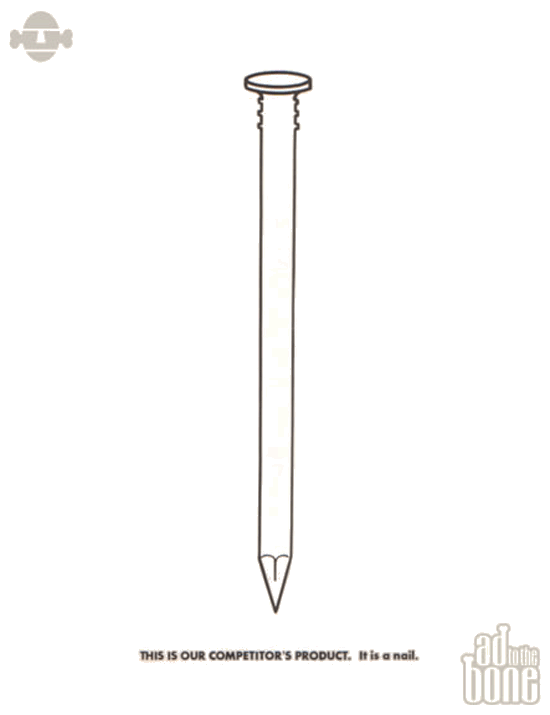 THIS IS OUR COMPETITOR'S PRODUCT. It is a nail.
ad to the
bone